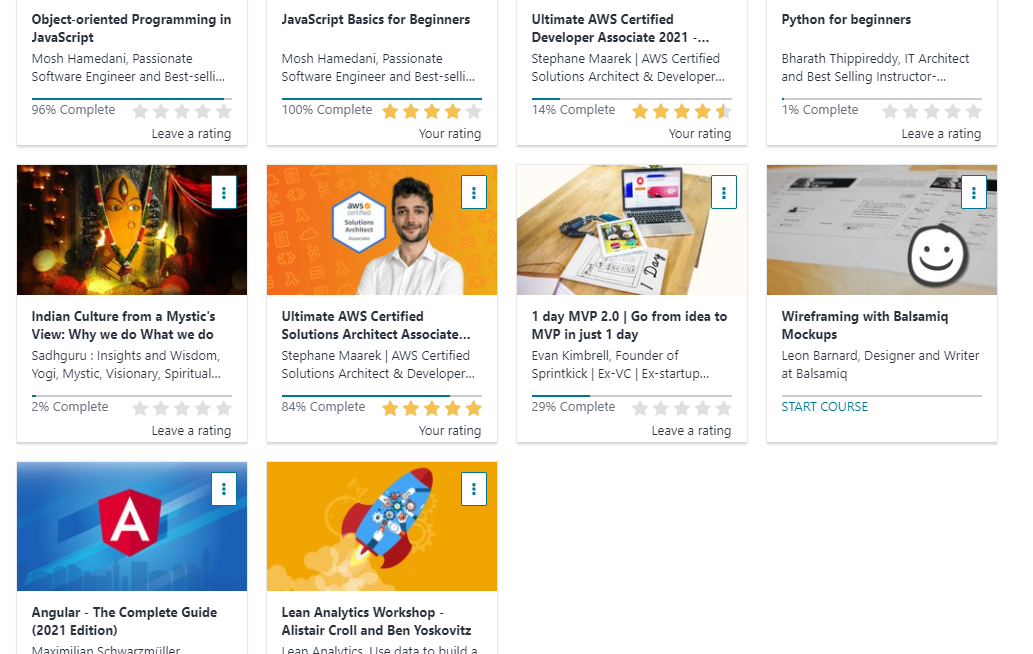 Object-oriented Programming in
JavaScript
Mosh Hamedani, Passionate
Software Engineer and Best-selli...
96% Complete
Leave a rating
JavaScript Basics for Beginners
Mosh Hamedani, Passionate
Software Engineer and Best-selli...
100% Complete
Your rating
Ultimate AWS Certified
Developer Associate 2021 -...
Stephane Maarek | AWS Certified
Solutions Architect & Developer...
14% Complete
Your rating
Python for beginners
Bharath Thippireddy, IT Architect
and Best Selling Instructor-...
1% Complete
Leave a rating
Indian Culture from a Mystic's
View: Why we do What we do
Sadhguru : Insights and Wisdom,
Yogi, Mystic, Visionary, Spiritual...
2% Complete
Leave a rating
aws
certified
Solutions
Architect
Associate
Ultimate AWS Certified
Solutions Architect Associate...
Stephane Maarek | AWS Certified
Solutions Architect & Developer...
84% Complete
Your rating
1 Day
1 day MVP 2.0 | Go from idea to
MVP in just 1 day
Evan Kimbrell, Founder of
Sprintkick | Ex-VC | Ex-startup...
29% Complete
Leave a rating
Wireframing with Balsamiq
Mockups
Leon Barnard, Designer and Writer
at Balsamiq
START COURSE
A
Angular - The Complete Guide
(2021 Edition)
Maximilian Schwarzmüller,
Lean Analytics Workshop -
Alistair Croll and Ben Yoskovitz
Lean Analytics. Use data to build a